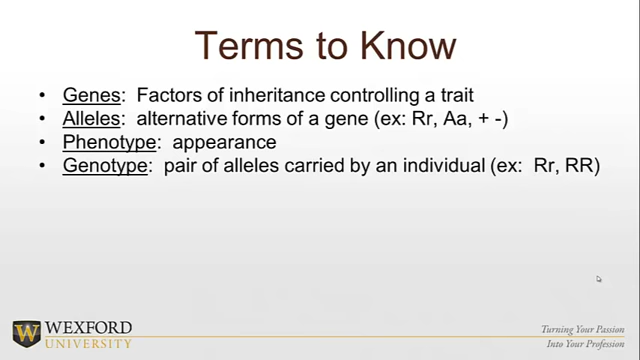 Terms to Know
• Genes: Factors of inheritance controlling a trait
• Alleles: alternative forms of a gene (ex: Rr, Aa, + -)
• Phenotype: appearance
• Genotype: pair of alleles carried by an individual (ex: Rr, RR)
W WEXFORD
UNIVERSITY
Turning Your Passion
Into Your Profession